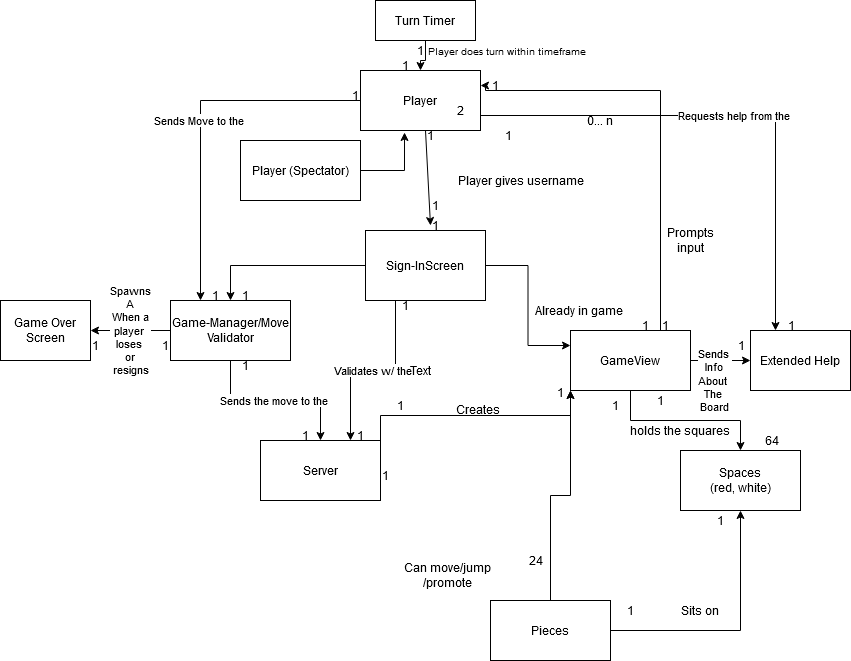 Turn Timer
1
Player does turn within timeframe
1
1
Player
2
1
1
Sends Move to the
1
0... n
Requests help from the
Player (Spectator)
Player gives username
1
1
Sign-InScreen
Prompts
input
Spawns
A
When a
player
loses
or
resigns
1
1
1
Already in game
1
1
1
Game Over
Screen
Game-Manager/Move
Validator
1
1
GameView
Sends
Info
About
The
Board
1
Extended Help
1
Validates w/ the
Text
Sends the move to the
1
Creates
1
1
1
holds the squares
1
1
64
Server
1
Spaces
(red, white)
1
24
Can move/jump
/promote
Pieces
1
Sits on